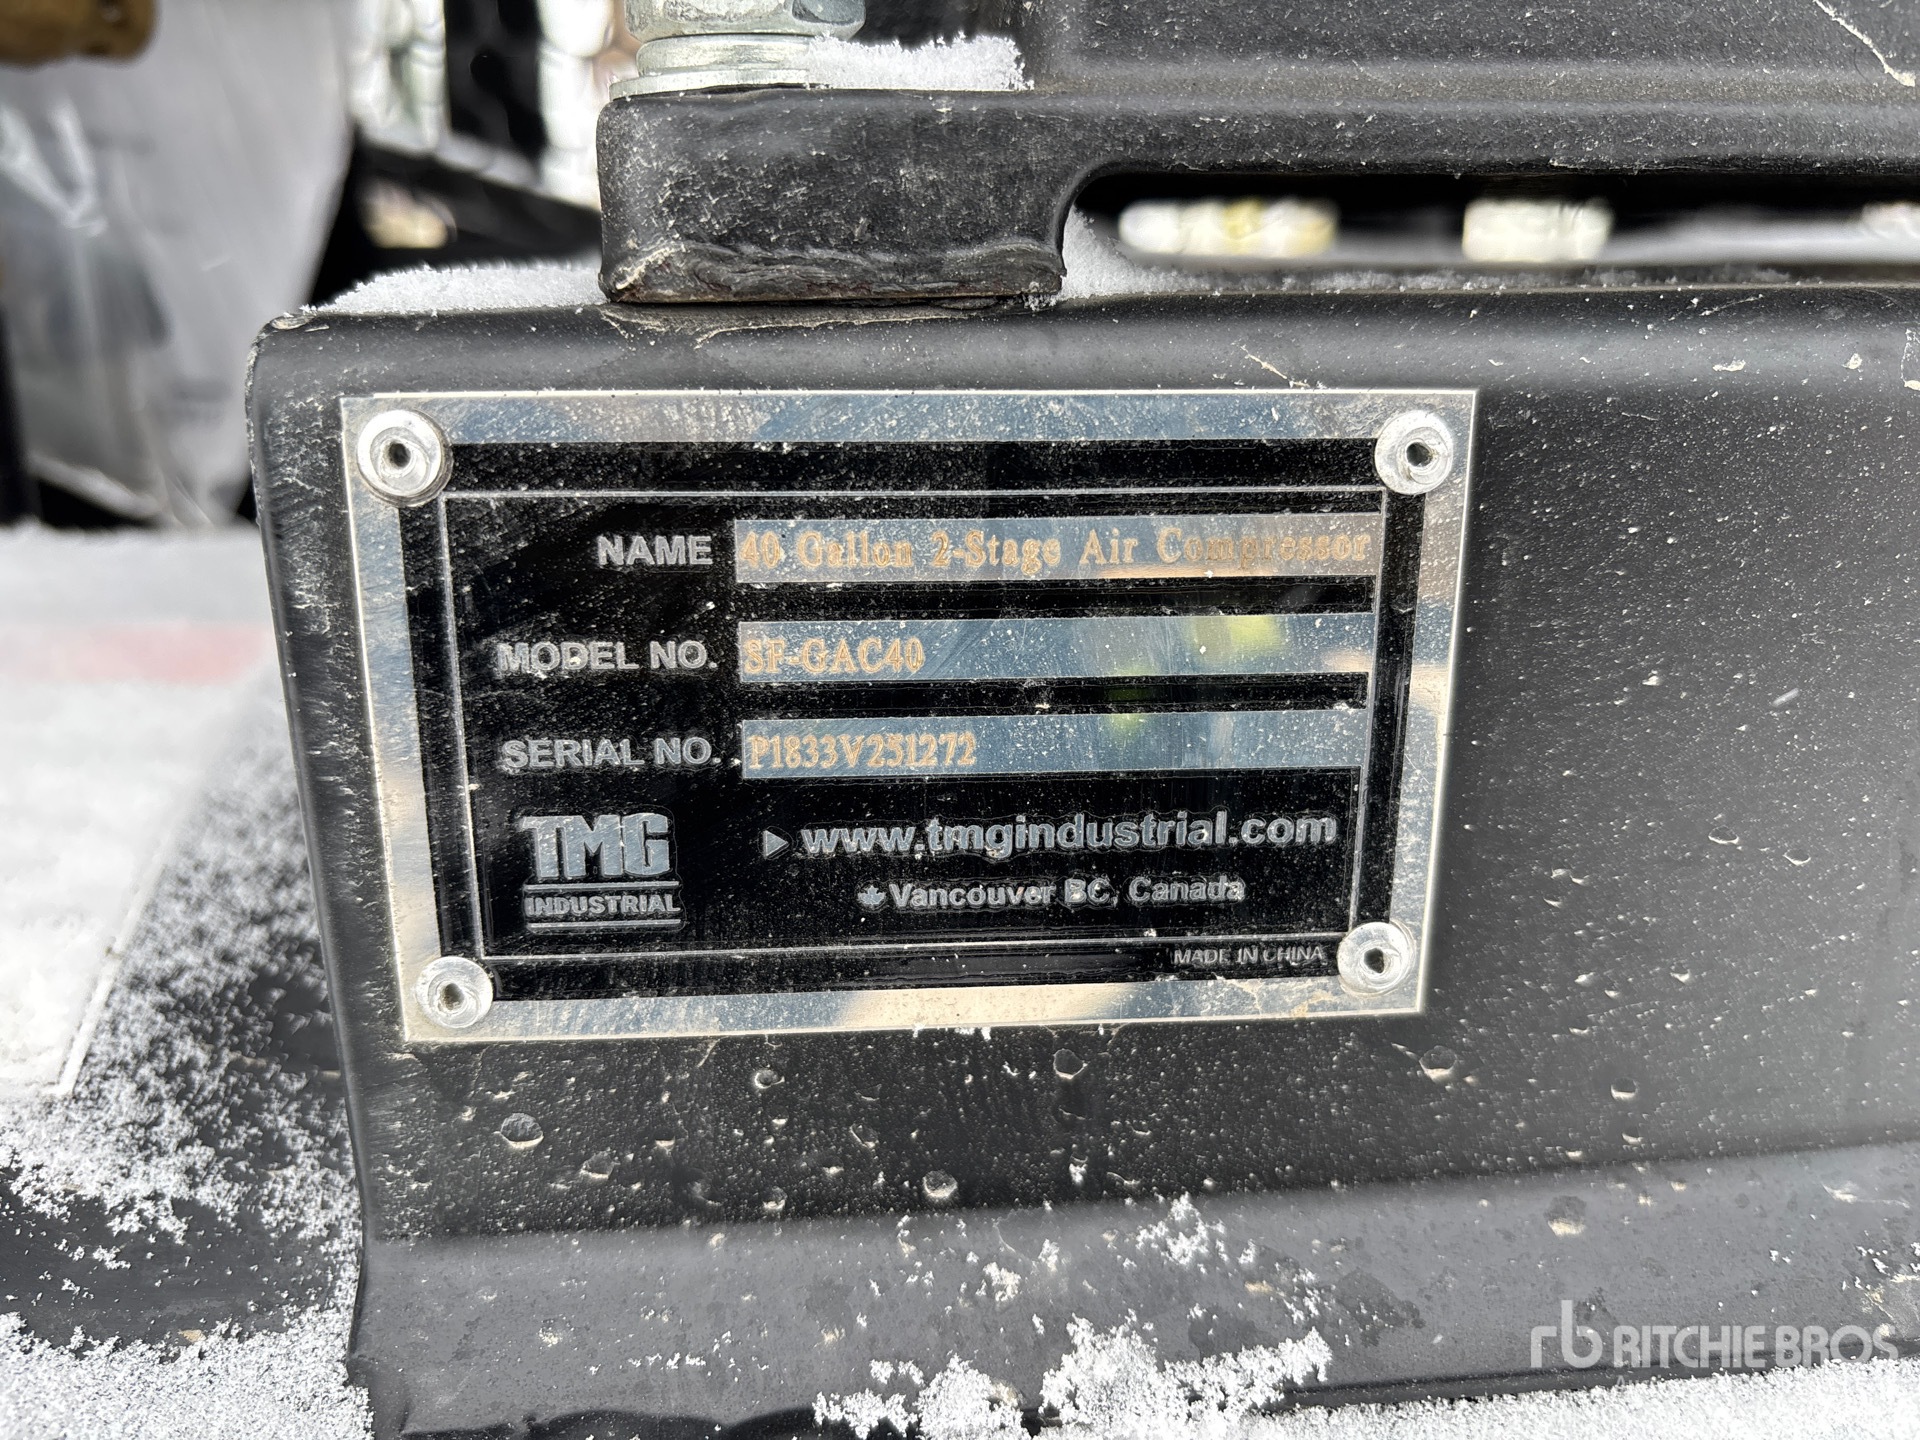 NAME 40 Gallon 2-Stage Air Compressor
MODEL NO. SF-GAC40
SERIAL NO. P1833V251272
TMG
INDUSTRIAL
www.tmgindustrial.com
Vancouver BC, Canada
MADE IN CHINA
rb RITCHIE BROS